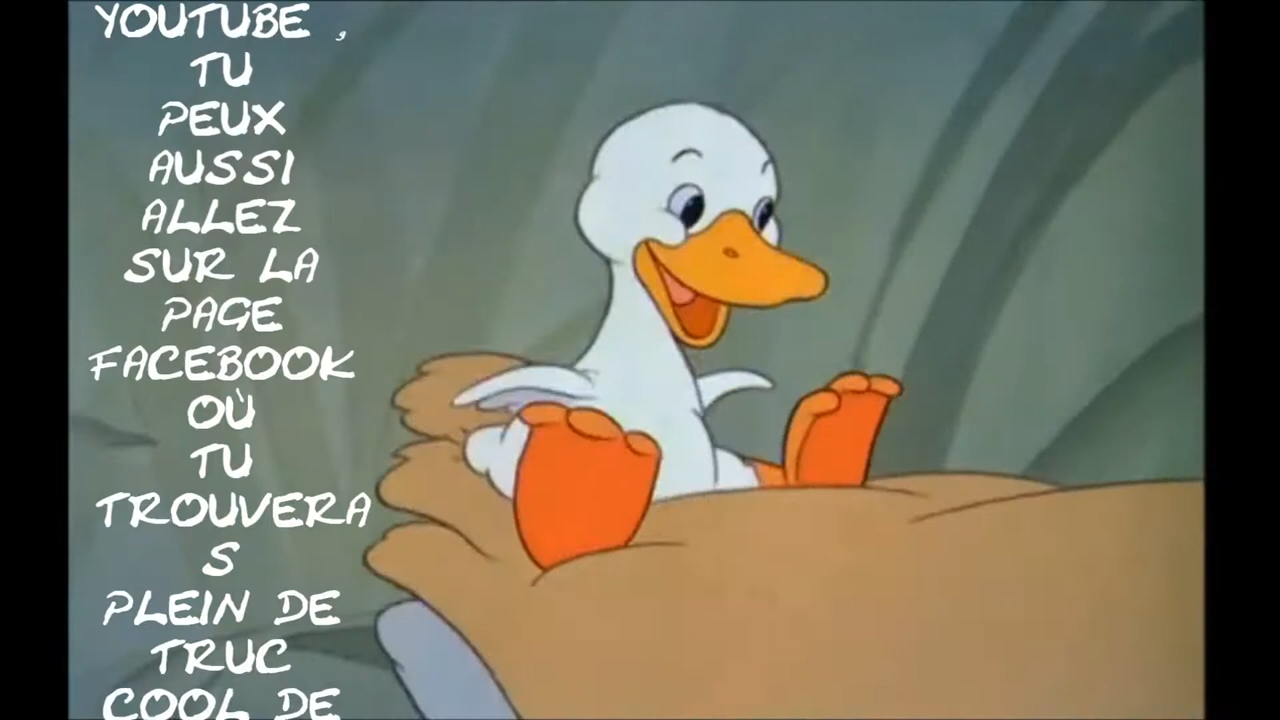 YOUTUBE ,
TU
PEUX
AUSSI
ALLEZ
SUR LA
PAGE
FACEBOOK
OÙ
TU
TROUVERA
S
PLEIN DE
TRUC
COOL DE